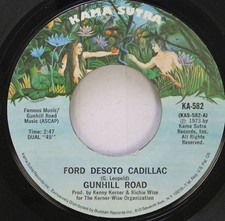 KAMA SUTRA
Famous Music/
Gunhill Road
Music (ASCAP)
Time: 2:47
DUAL "49"
KA-582
(KAS-582-A)
℗ 1973 by
Kama Sutra
Records, Inc.
All rights
reserved.
FORD DESOTO CADILLAC
(G. Leopold)
GUNHILL ROAD
Prod. by Kenny Kerner & Richie Wise
for The Kerner-Wise Organization